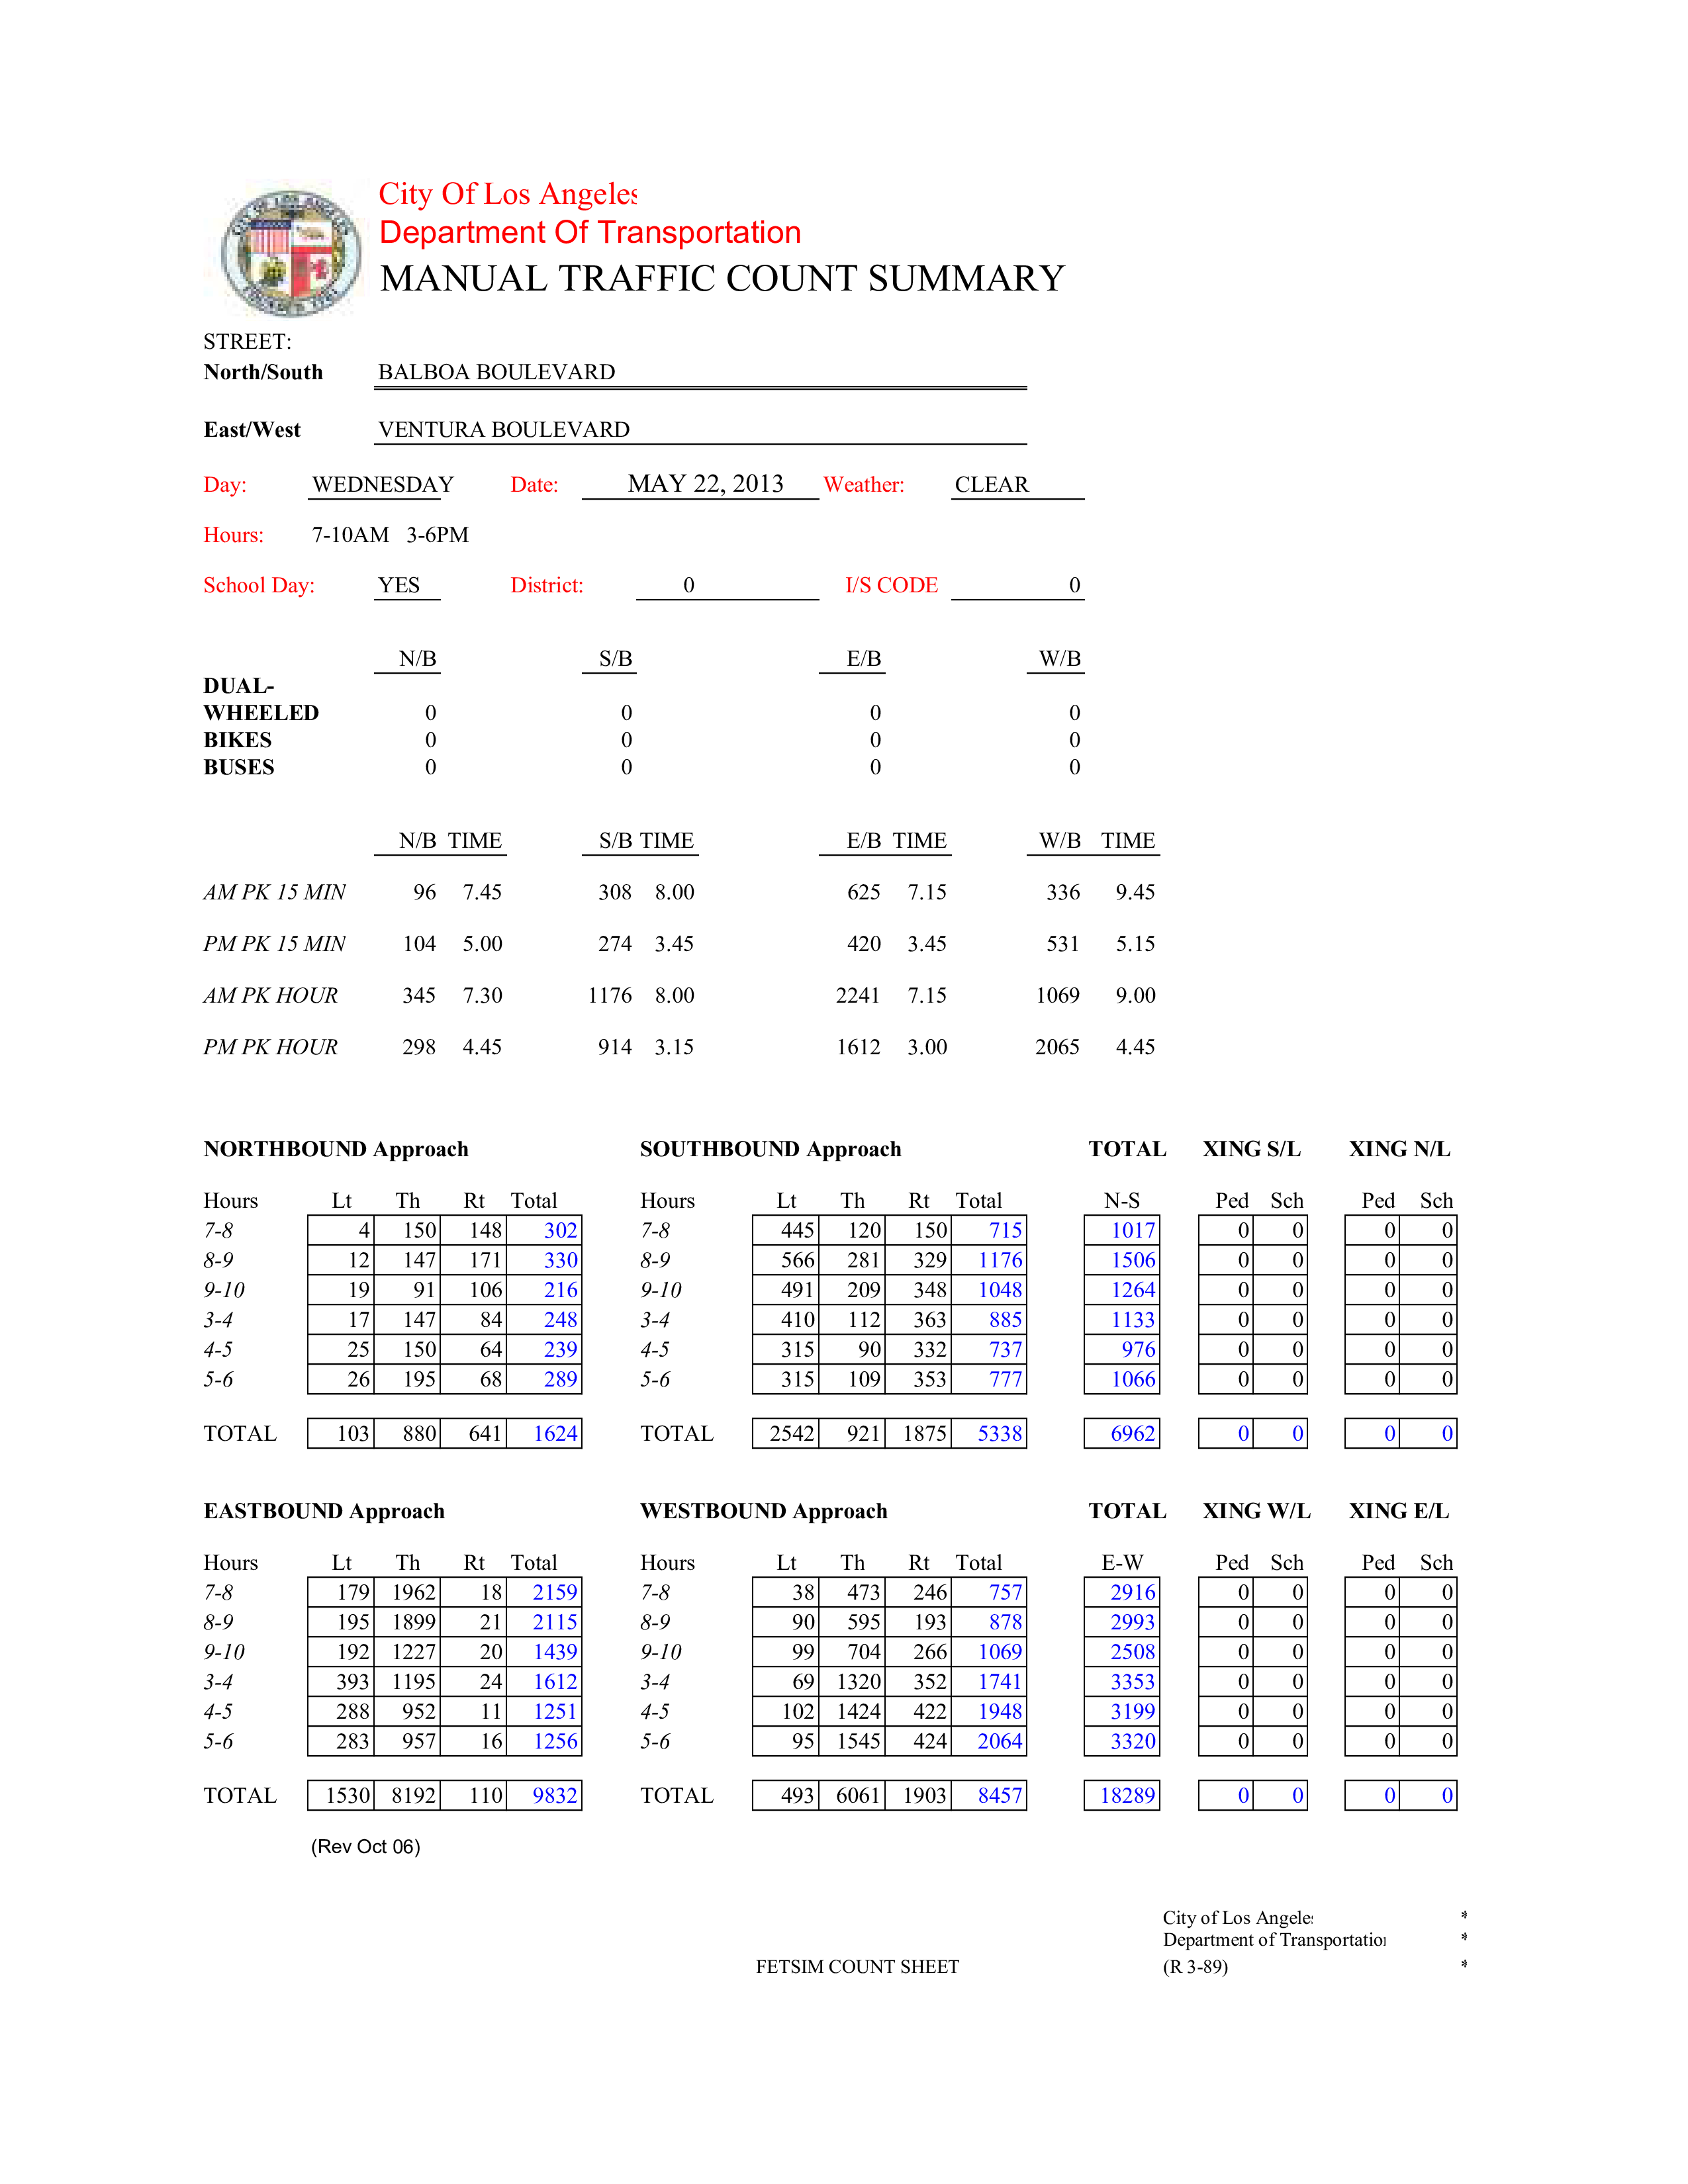 City Of Los Angeles
Department Of Transportation
MANUAL TRAFFIC COUNT SUMMARY
STREET:
North/South BALBOA BOULEVARD
East/West VENTURA BOULEVARD
Day: WEDNESDAY Date: MAY 22, 2013 Weather: CLEAR
Hours: 7-10AM 3-6PM
School Day: YES District: 0 I/S CODE 0
N/B S/B E/B W/B
DUAL-
WHEELED 0 0 0 0
BIKES 0 0 0 0
BUSES 0 0 0 0
N/B TIME S/B TIME E/B TIME W/B TIME
AM PK 15 MIN 96 7.45 308 8.00 625 7.15 336 9.45
PM PK 15 MIN 104 5.00 274 3.45 420 3.45 531 5.15
AM PK HOUR 345 7.30 1176 8.00 2241 7.15 1069 9.00
PM PK HOUR 298 4.45 914 3.15 1612 3.00 2065 4.45
NORTHBOUND Approach SOUTHBOUND Approach TOTAL XING S/L XING N/L
Hours Lt Th Rt Total Hours Lt Th Rt Total N-S Ped Sch Ped Sch
7-8 4 150 148 302 7-8 445 120 150 715 1017 0 0 0 0
8-9 12 147 171 330 8-9 566 281 329 1176 1506 0 0 0 0
9-10 19 91 106 216 9-10 491 209 348 1048 1264 0 0 0 0
3-4 17 147 84 248 3-4 410 112 363 885 1133 0 0 0 0
4-5 25 150 64 239 4-5 315 90 332 737 976 0 0 0 0
5-6 26 195 68 289 5-6 315 109 353 777 1066 0 0 0 0
TOTAL 103 880 641 1624 TOTAL 2542 921 1875 5338 6962 0 0 0 0
EASTBOUND Approach WESTBOUND Approach TOTAL XING W/L XING E/L
Hours Lt Th Rt Total Hours Lt Th Rt Total E-W Ped Sch Ped Sch
7-8 179 1962 18 2159 7-8 38 473 246 757 2916 0 0 0 0
8-9 195 1899 21 2115 8-9 90 595 193 878 2993 0 0 0 0
9-10 192 1227 20 1439 9-10 99 704 266 1069 2508 0 0 0 0
3-4 393 1195 24 1612 3-4 69 1320 352 1741 3353 0 0 0 0
4-5 288 952 11 1251 4-5 102 1424 422 1948 3199 0 0 0 0
5-6 283 957 16 1256 5-6 95 1545 424 2064 3320 0 0 0 0
TOTAL 1530 8192 110 9832 TOTAL 493 6061 1903 8457 18289 0 0 0 0
(Rev Oct 06)
City of Los Angeles *
Department of Transportation *
FETSIM COUNT SHEET (R 3-89) *